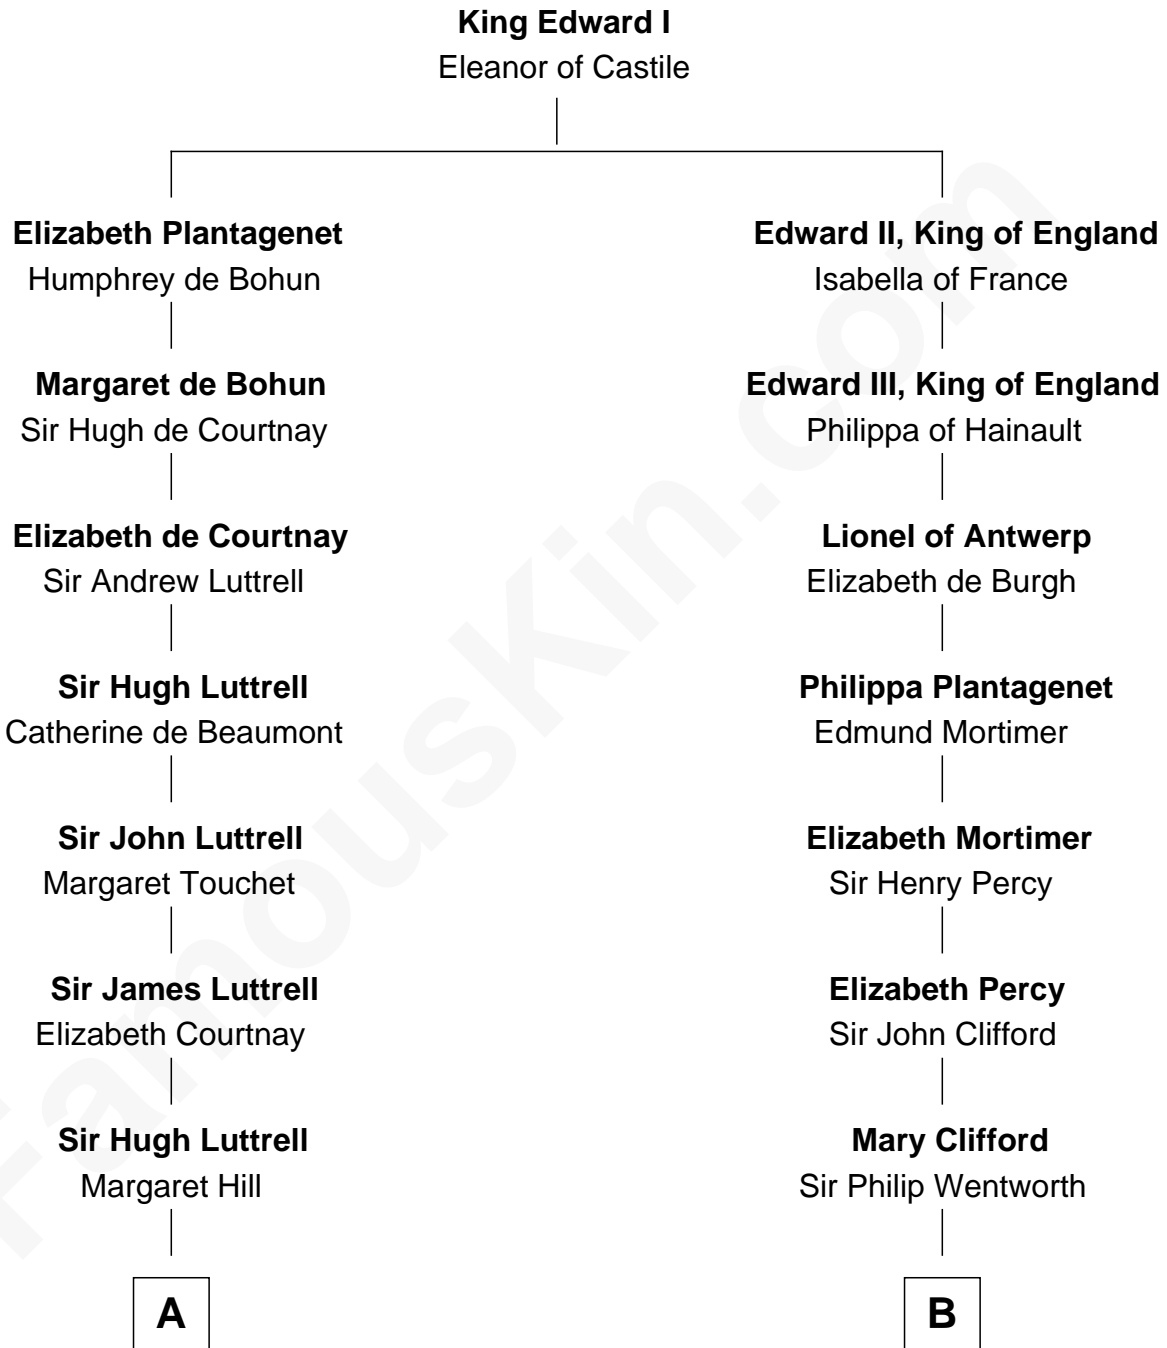 King Edward I
Eleanor of Castile
Elizabeth Plantagenet
Humphrey de Bohun
Edward II, King of England
Isabella of France
Margaret de Bohun
Sir Hugh de Courtnay
Edward III, King of England
Philippa of Hainault
Elizabeth de Courtnay
Sir Andrew Luttrell
Lionel of Antwerp
Elizabeth de Burgh
Sir Hugh Luttrell
Catherine de Beaumont
Philippa Plantagenet
Edmund Mortimer
Sir John Luttrell
Margaret Touchet
Elizabeth Mortimer
Sir Henry Percy
Sir James Luttrell
Elizabeth Courtnay
Elizabeth Percy
Sir John Clifford
Sir Hugh Luttrell
Margaret Hill
Mary Clifford
Sir Philip Wentworth
A
B
FamousKin.com